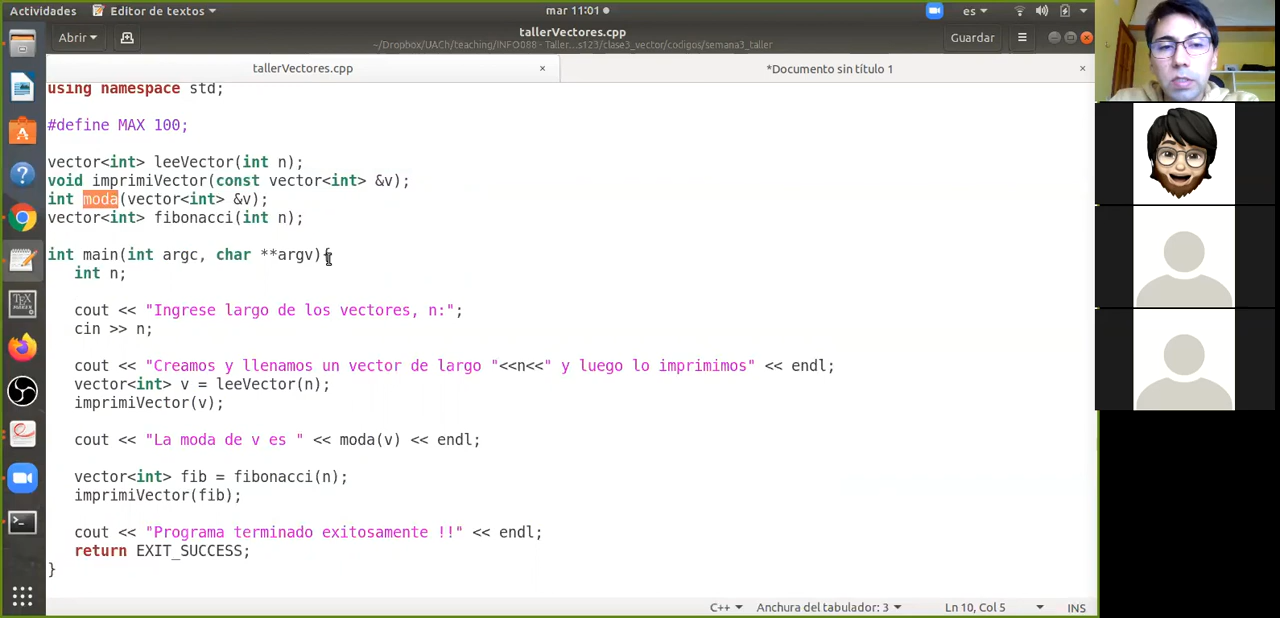 Actividades
Editor de textos
mar 11:01
es
Abrir
tallerVectores.cpp
~/Dropbox/UACh/teaching/INFO088 - Taller...s123/clase3_vector/codigos/semana3_taller
Guardar
tallerVectores.cpp ×
*Documento sin título 1 ×
using namespace std;
#define MAX 100;
vector<int> leeVector(int n);
void imprimiVector(const vector<int> &v);
int moda(vector<int> &v);
vector<int> fibonacci(int n);
int main(int argc, char **argv){
int n;
cout << "Ingrese largo de los vectores, n:";
cin >> n;
cout << "Creamos y llenamos un vector de largo "<<n<<" y luego lo imprimimos" << endl;
vector<int> v = leeVector(n);
imprimiVector(v);
cout << "La moda de v es " << moda(v) << endl;
vector<int> fib = fibonacci(n);
imprimiVector(fib);
cout << "Programa terminado exitosamente !!" << endl;
return EXIT_SUCCESS;
}
C++
Anchura del tabulador: 3
Ln 10, Col 5
INS